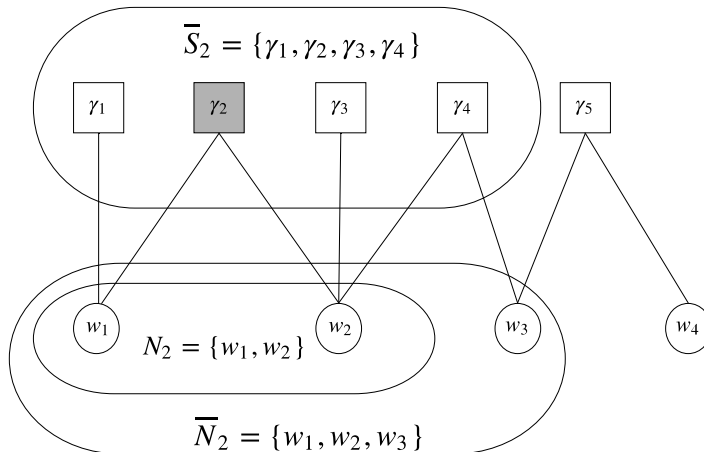 S̅₂ = {γ₁, γ₂, γ₃, γ₄}
γ₁ γ₂ γ₃ γ₄ γ₅
w₁ w₂ w₃ w₄
N₂ = {w₁, w₂}
N̅₂ = {w₁, w₂, w₃}